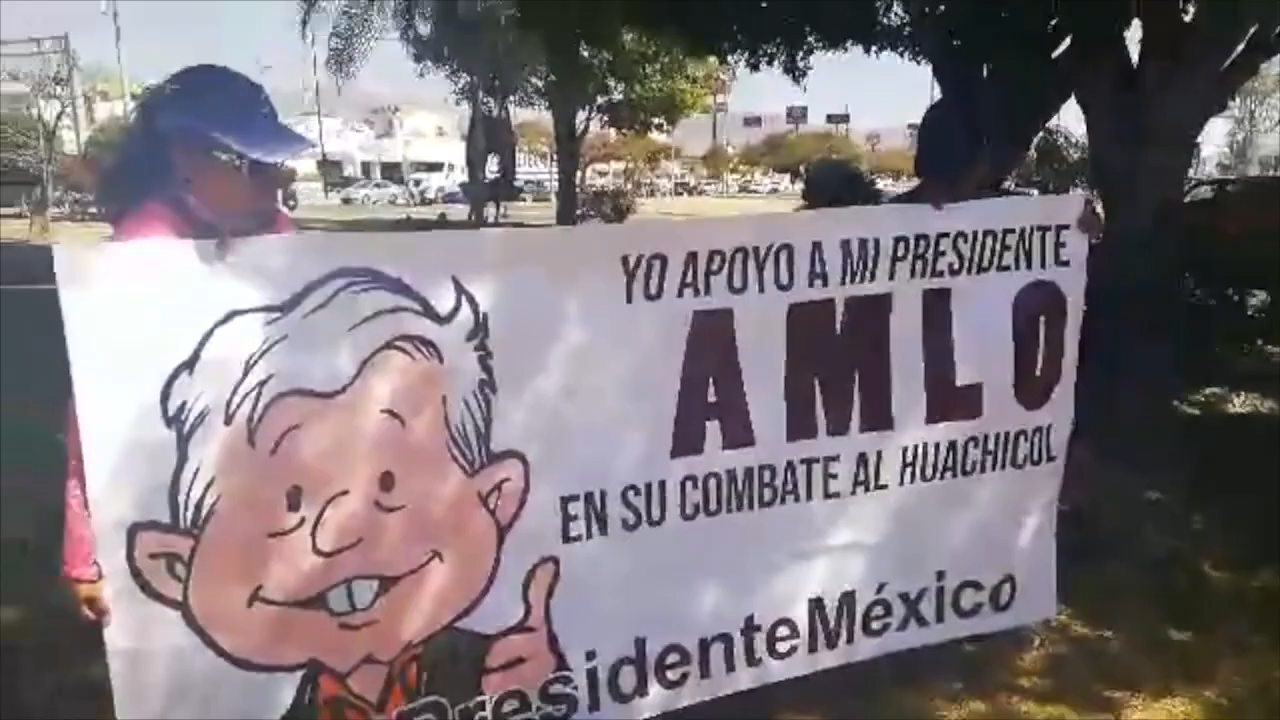 YO APOYO A MI PRESIDENTE
AMLO
EN SU COMBATE AL HUACHICOL
PresidenteMéxico